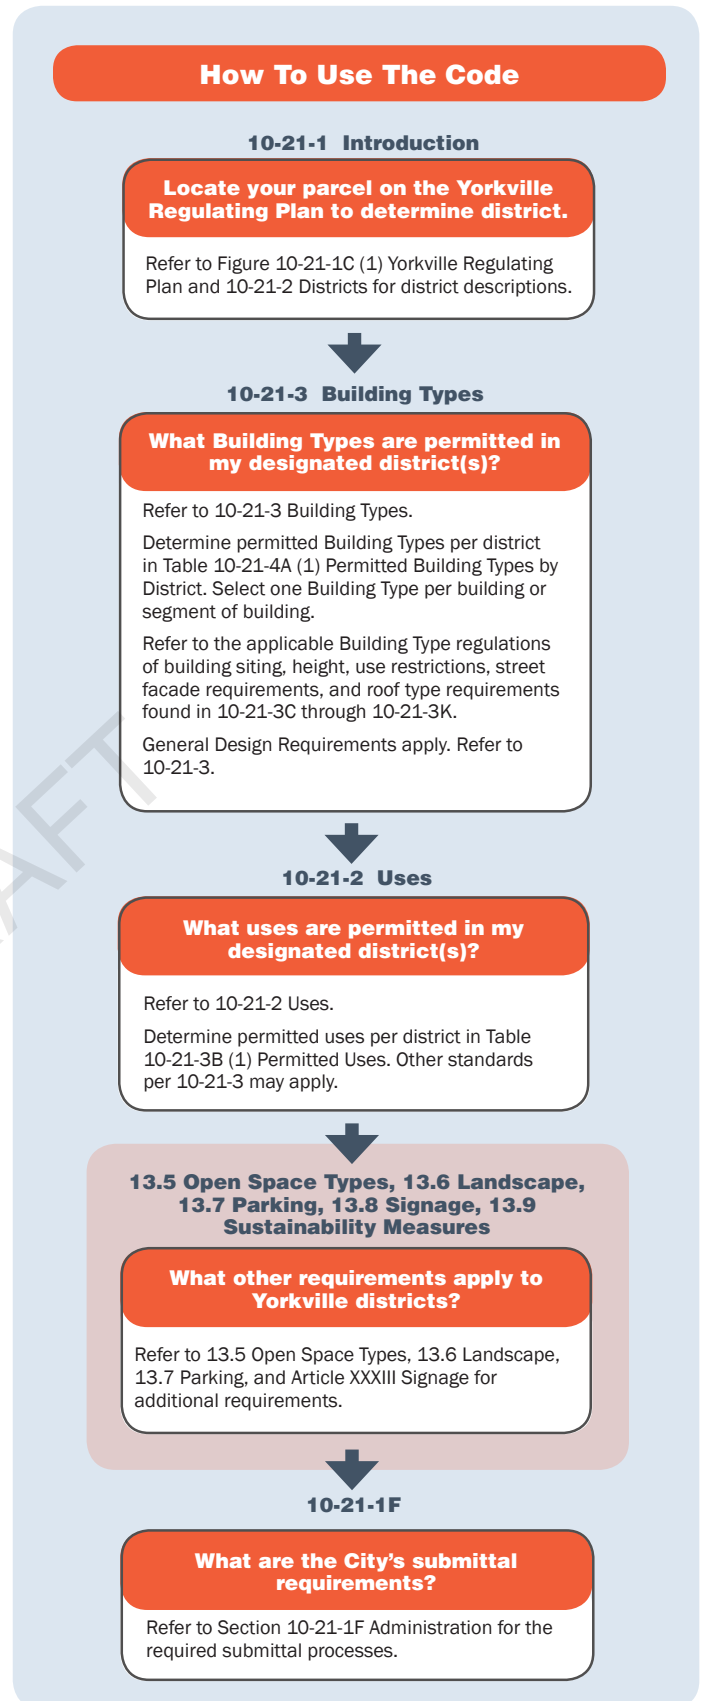 How To Use The Code
10-21-1 Introduction
Locate your parcel on the Yorkville
Regulating Plan to determine district.
Refer to Figure 10-21-1C (1) Yorkville Regulating
Plan and 10-21-2 Districts for district descriptions.
10-21-3 Building Types
What Building Types are permitted in
my designated district(s)?
Refer to 10-21-3 Building Types.
Determine permitted Building Types per district
in Table 10-21-4A (1) Permitted Building Types by
District. Select one Building Type per building or
segment of building.
Refer to the applicable Building Type regulations
of building siting, height, use restrictions, street
facade requirements, and roof type requirements
found in 10-21-3C through 10-21-3K.
General Design Requirements apply. Refer to
10-21-3.
10-21-2 Uses
What uses are permitted in my
designated district(s)?
Refer to 10-21-2 Uses.
Determine permitted uses per district in Table
10-21-3B (1) Permitted Uses. Other standards
per 10-21-3 may apply.
13.5 Open Space Types, 13.6 Landscape,
13.7 Parking, 13.8 Signage, 13.9
Sustainability Measures
What other requirements apply to
Yorkville districts?
Refer to 13.5 Open Space Types, 13.6 Landscape,
13.7 Parking, and Article XXXIII Signage for
additional requirements.
10-21-1F
What are the City's submittal
requirements?
Refer to Section 10-21-1F Administration for the
required submittal processes.
AFT